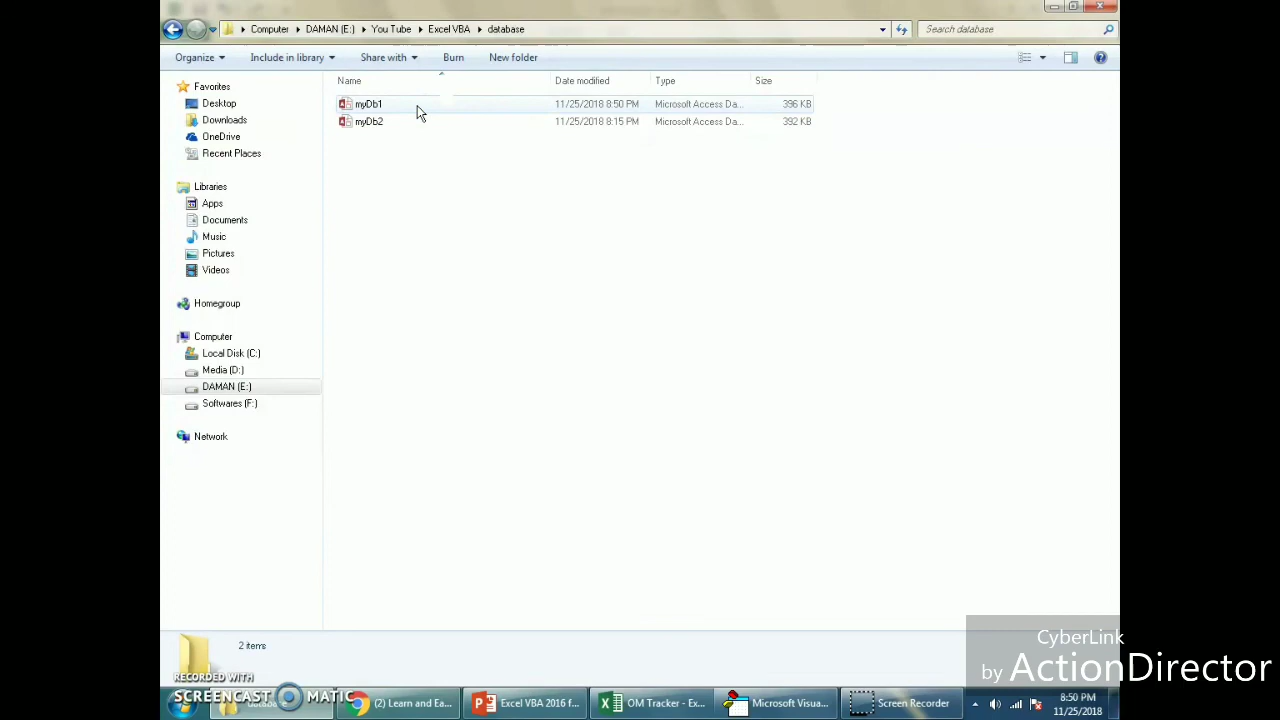 Computer DAMAN (E:) You Tube Excel VBA database
Search database
Organize Include in library Share with Burn New folder
Name Date modified Type Size
myDb1 11/25/2018 8:50 PM Microsoft Access Da... 396 KB
myDb2 11/25/2018 8:15 PM Microsoft Access Da... 392 KB
Favorites
Desktop
Downloads
OneDrive
Recent Places
Libraries
Apps
Documents
Music
Pictures
Videos
Homegroup
Computer
Local Disk (C:)
Media (D:)
DAMAN (E:)
Softwares (F:)
Network
2 items
RECORDED WITH
SCREENCAST MATIC
(2) Learn and Ea...
Excel VBA 2016 f...
OM Tracker - Ex...
Microsoft Visua...
Screen Recorder
8:50 PM
11/25/2018
CyberLink
by ActionDirector